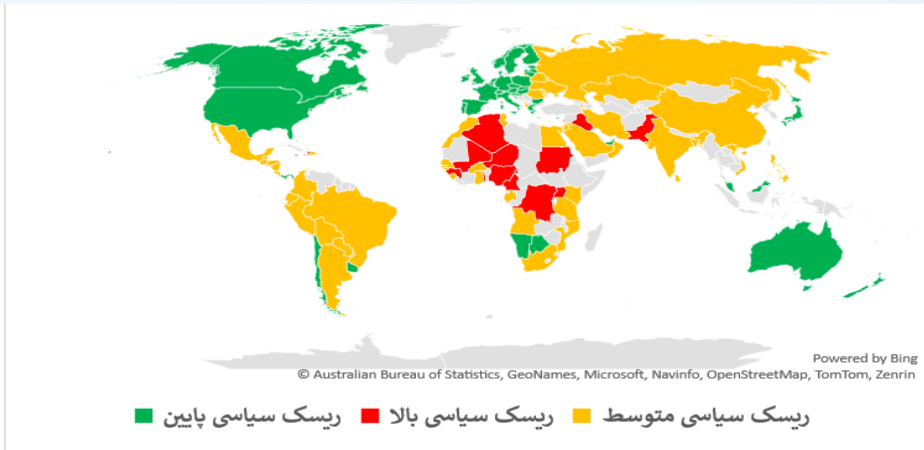 Powered by Bing
© Australian Bureau of Statistics, GeoNames, Microsoft, Navinfo, OpenStreetMap, TomTom, Zenrin
ریسک سیاسی متوسط ریسک سیاسی بالا ریسک سیاسی پایین